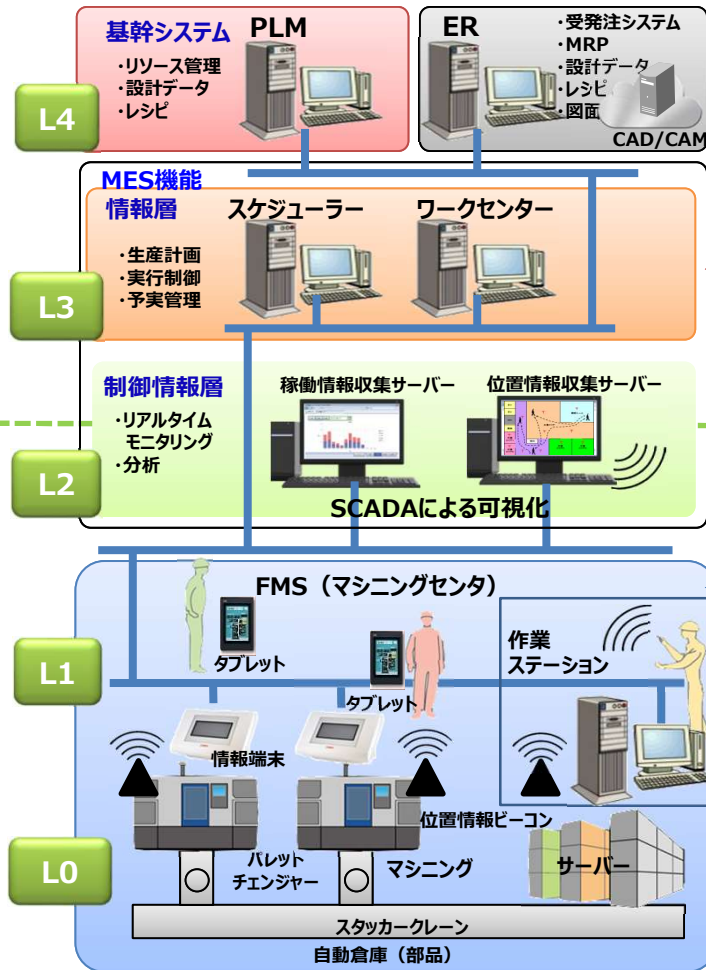 基幹システム
PLM
・リソース管理
・設計データ
・レシピ
ER
・受発注システム
・MRP
・設計データ
・レシピ
・図面
CAD/CAM
L4
MES機能
情報層
スケジューラー
ワークセンター
・生産計画
・実行制御
・予実管理
L3
制御情報層
稼働情報収集サーバー
位置情報収集サーバー
・リアルタイム
モニタリング
・分析
L2
SCADAによる可視化
FMS（マシニングセンタ）
タブレット
作業
ステーション
L1
タブレット
情報端末
位置情報ビーコン
パレット
チェンジャー
マシニング
サーバー
L0
スタッカークレーン
自動倉庫（部品）